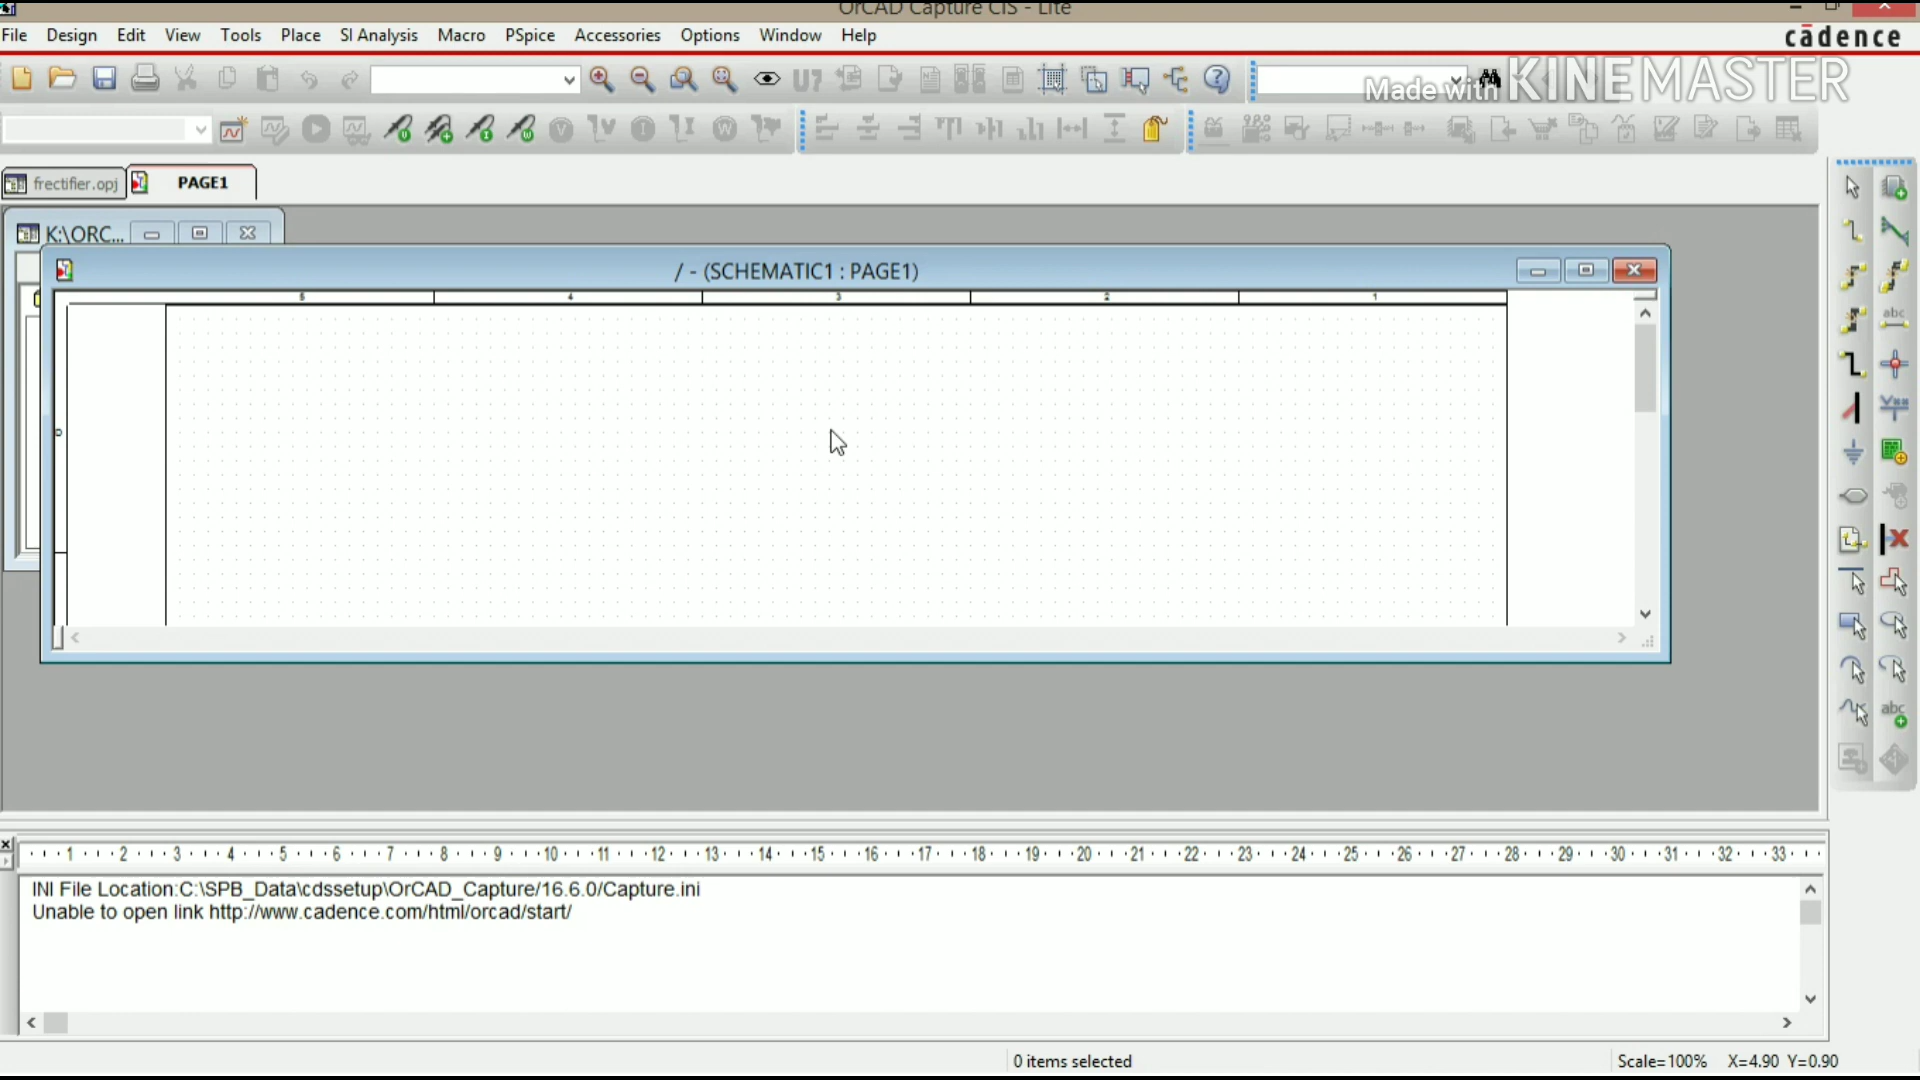 OrCAD Capture CIS - Lite
File Design Edit View Tools Place SI Analysis Macro PSpice Accessories Options Window Help
cādence
Made with KINEMASTER
U?
V I W
frectifier.opj PAGE1
K:\ORC...
/ - (SCHEMATIC1 : PAGE1)
5 4 3 2 1
D
abc
abc
1 2 3 4 5 6 7 8 9 10 11 12 13 14 15 16 17 18 19 20 21 22 23 24 25 26 27 28 29 30 31 32 33
INI File Location:C:\SPB_Data\cdssetup\OrCAD_Capture/16.6.0/Capture.ini
Unable to open link http://www.cadence.com/html/orcad/start/
0 items selected Scale=100% X=4.90 Y=0.90